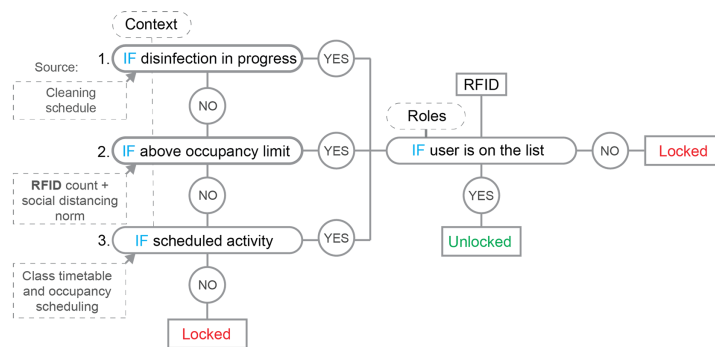 Context
Source:
1. IF disinfection in progress
YES
Cleaning
schedule
NO
RFID
Roles
2. IF above occupancy limit
YES
IF user is on the list
NO
Locked
RFID count +
social distancing
norm
NO
YES
3. IF scheduled activity
YES
Unlocked
Class timetable
and occupancy
scheduling
NO
Locked